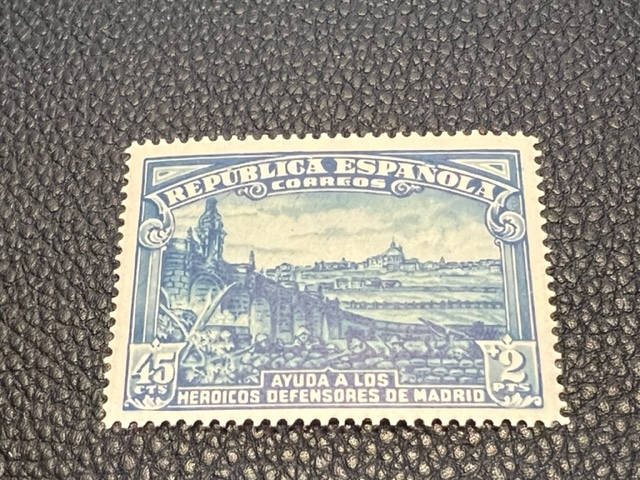 REPUBLICA ESPAÑOLA
CORREOS
45 CTS
+2 PTS
AYUDA A LOS
HEROICOS DEFENSORES DE MADRID